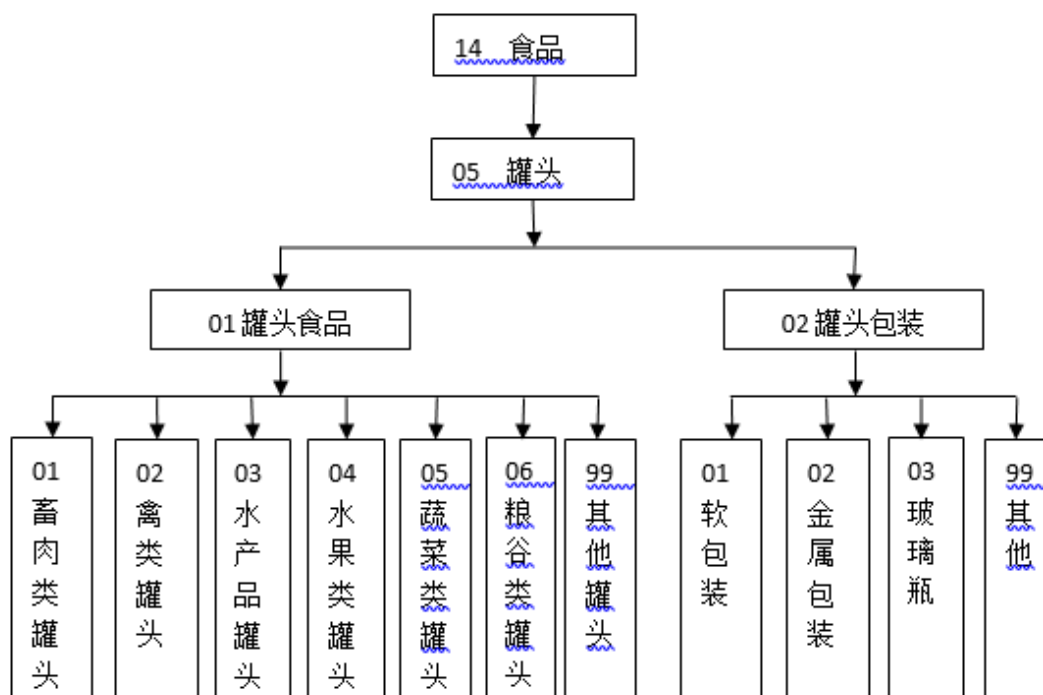 14 食品
05 罐头
01 罐头食品
02 罐头包装
01 畜肉类罐头
02 禽类罐头
03 水产品罐头
04 水果类罐头
05 蔬菜类罐头
06 粮谷类罐头
99 其他罐头
01 软包装
02 金属包装
03 玻璃瓶
99 其他